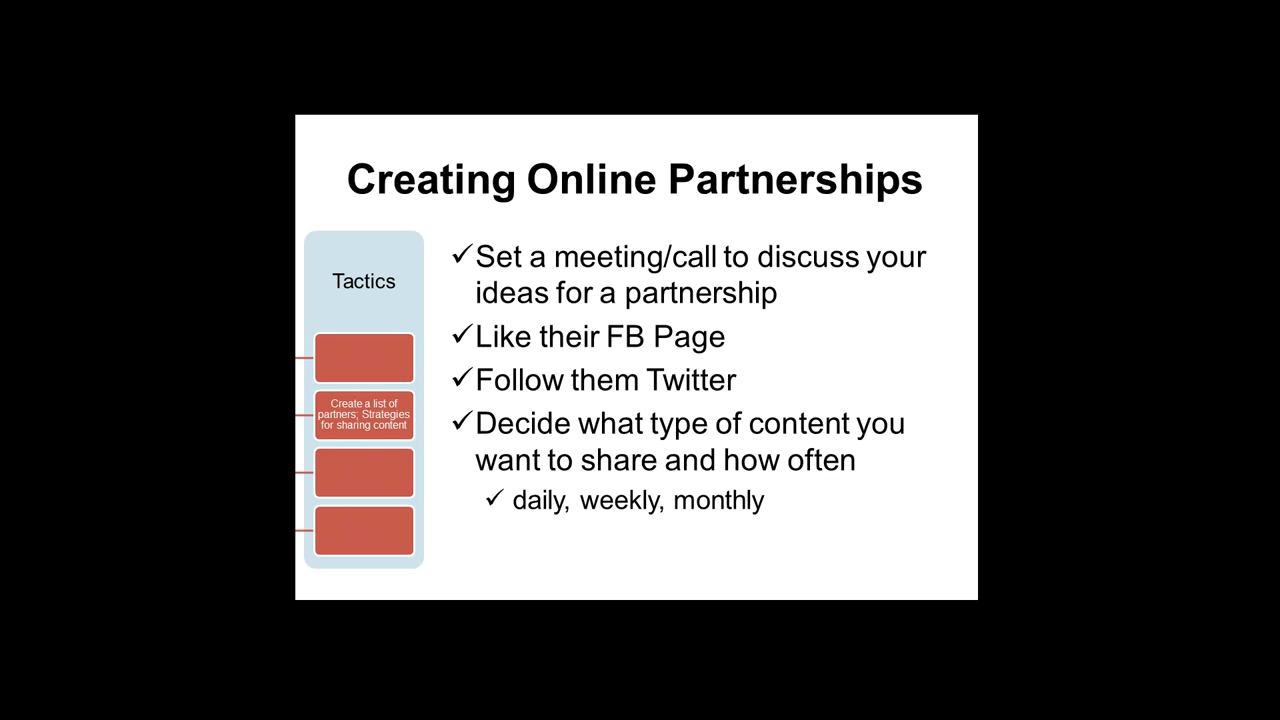 Creating Online Partnerships
Tactics
Create a list of
partners; Strategies
for sharing content
✓Set a meeting/call to discuss your
ideas for a partnership
✓Like their FB Page
✓Follow them Twitter
✓Decide what type of content you
want to share and how often
✓ daily, weekly, monthly